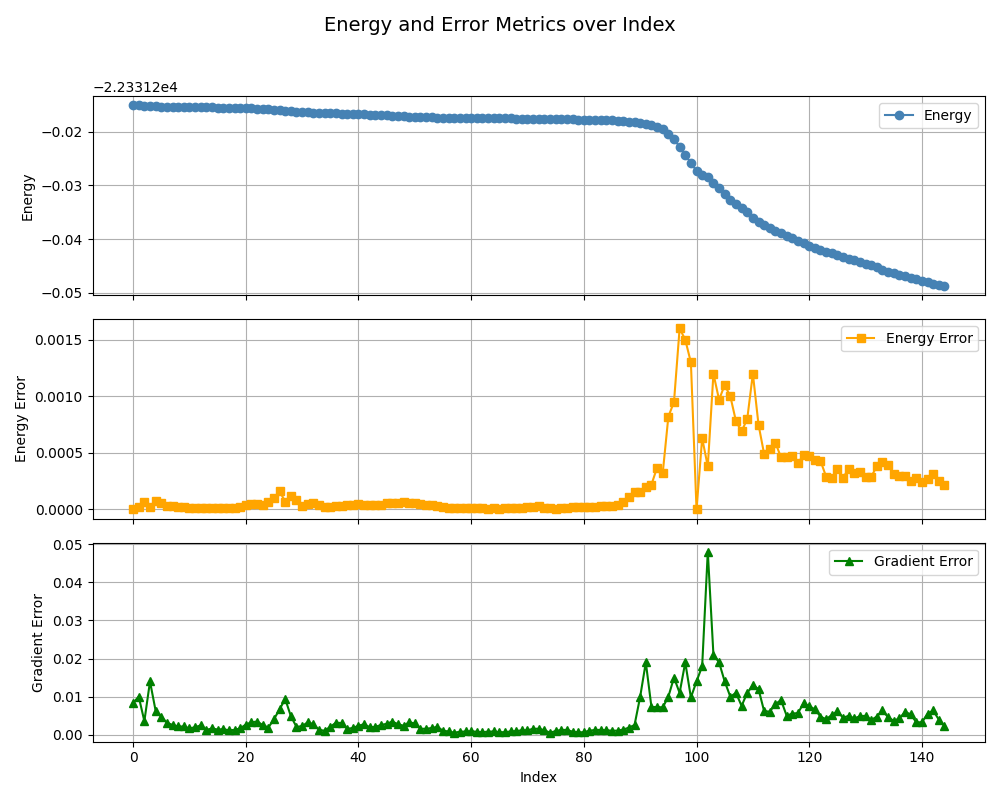 Energy and Error Metrics over Index
−2.23312e4
Energy
−0.02
−0.03
−0.04
−0.05
Energy
Energy Error
0.0015
0.0010
0.0005
0.0000
Energy Error
Gradient Error
0.05
0.04
0.03
0.02
0.01
0.00
Gradient Error
0 20 40 60 80 100 120 140
Index